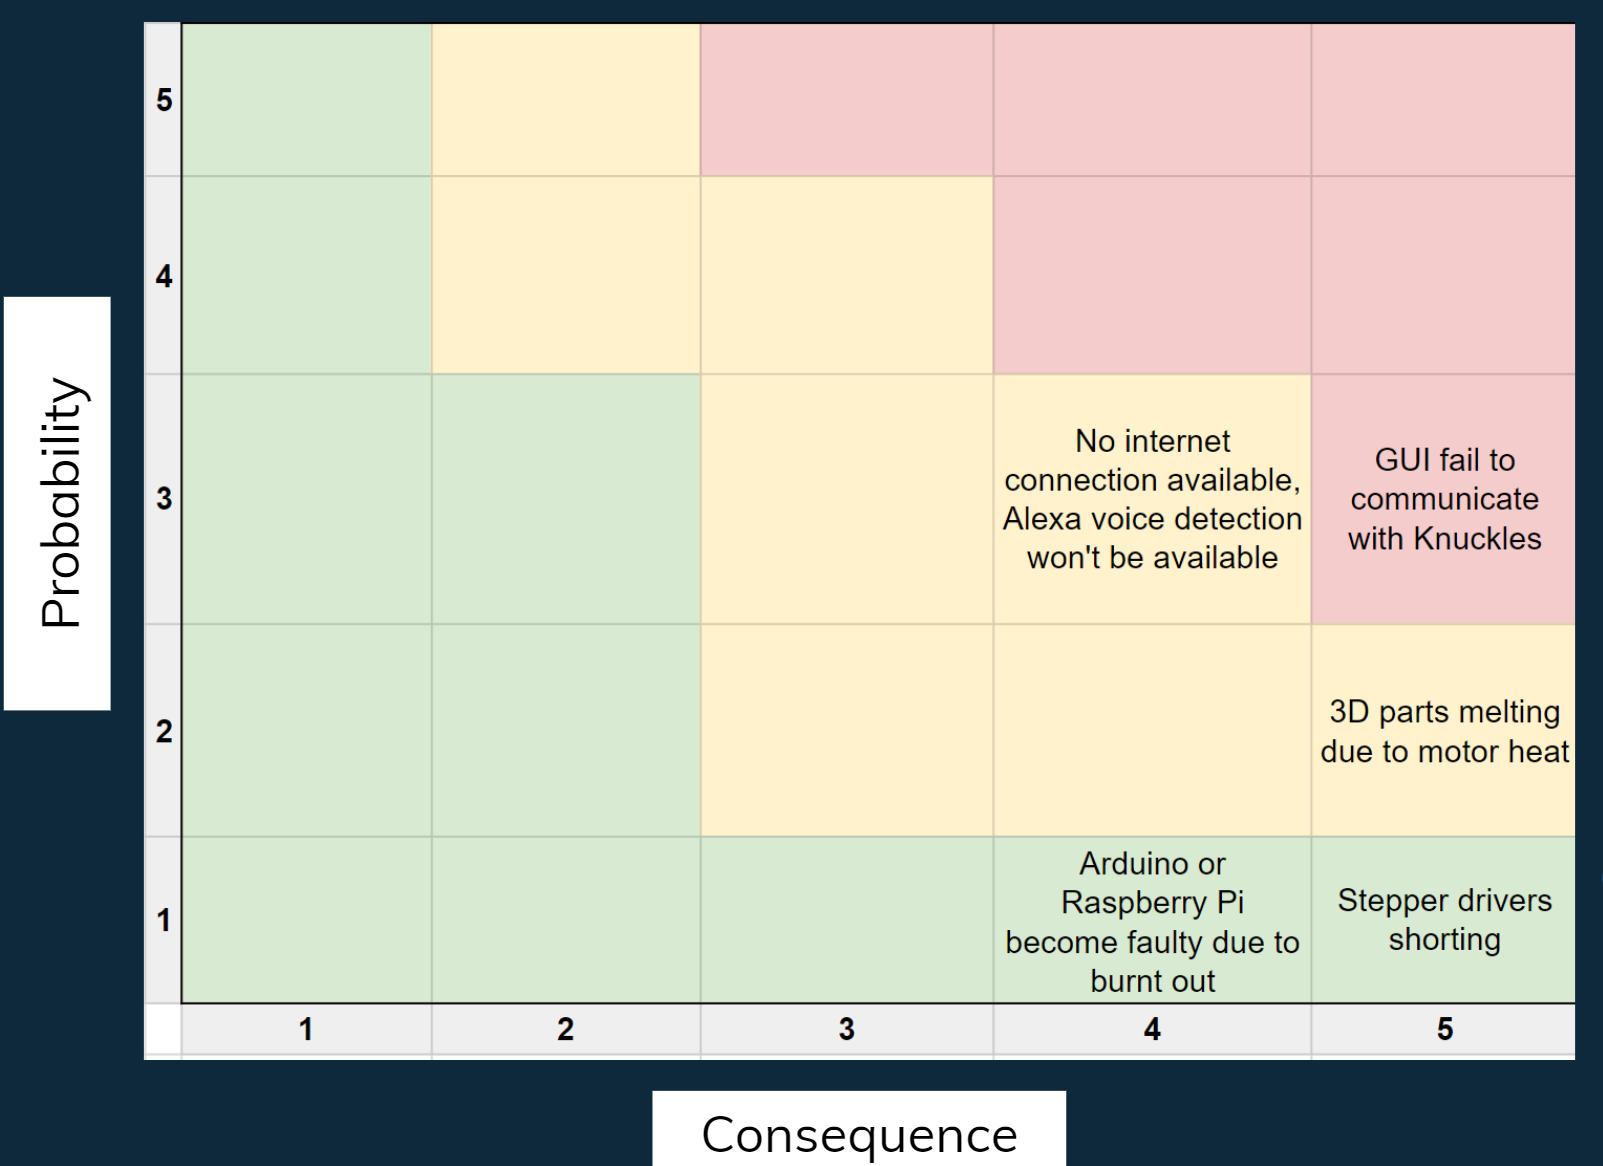 5
4
Probability
3
No internet
connection available,
Alexa voice detection
won't be available
GUI fail to
communicate
with Knuckles
2
3D parts melting
due to motor heat
1
Arduino or
Raspberry Pi
become faulty due to
burnt out
Stepper drivers
shorting
1 2 3 4 5
Consequence